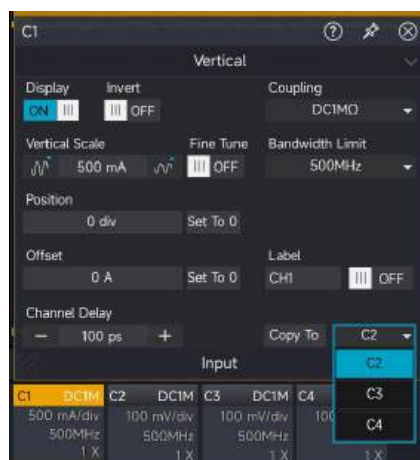 C1
Vertical
Display Invert Coupling
ON OFF DC1MΩ
Vertical Scale Fine Tune Bandwidth Limit
500 mA OFF 500MHz
Position
0 div Set To 0
Offset Label
0 A Set To 0 CH1 OFF
Channel Delay
- 100 ps + Copy To C2
Input C2
C1 DC1M C2 DC1M C3 DC1M C4 C3
500 mA/div 100 mV/div 100 mV/div 100
500MHz 500MHz 500MHz C4
1 X 1 X 1 X 1 X